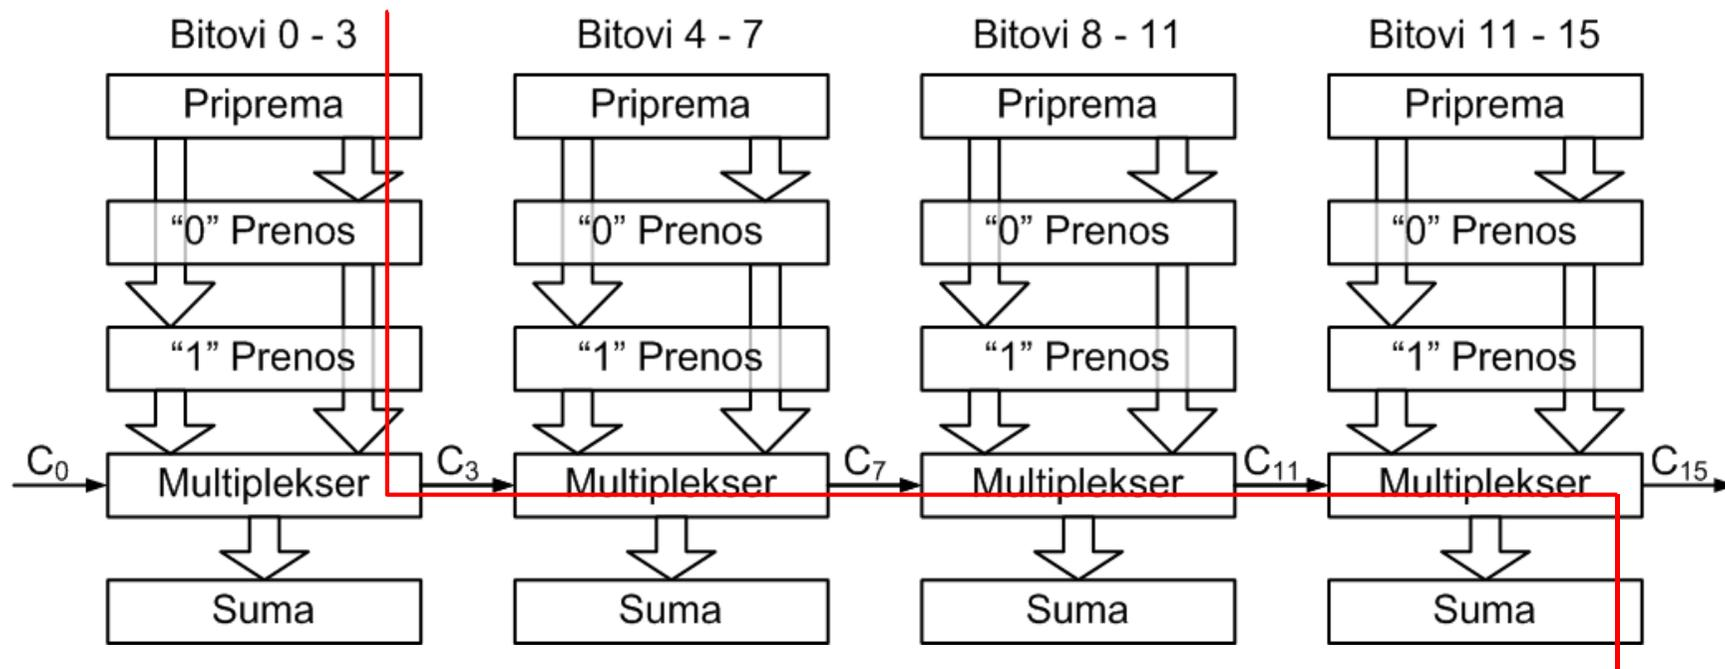 Bitovi 0 - 3 Bitovi 4 - 7 Bitovi 8 - 11 Bitovi 11 - 15
Priprema Priprema Priprema Priprema
“0” Prenos “0” Prenos “0” Prenos “0” Prenos
“1” Prenos “1” Prenos “1” Prenos “1” Prenos
C₀ Multiplekser C₃ Multiplekser C₇ Multiplekser C₁₁ Multiplekser C₁₅
Suma Suma Suma Suma